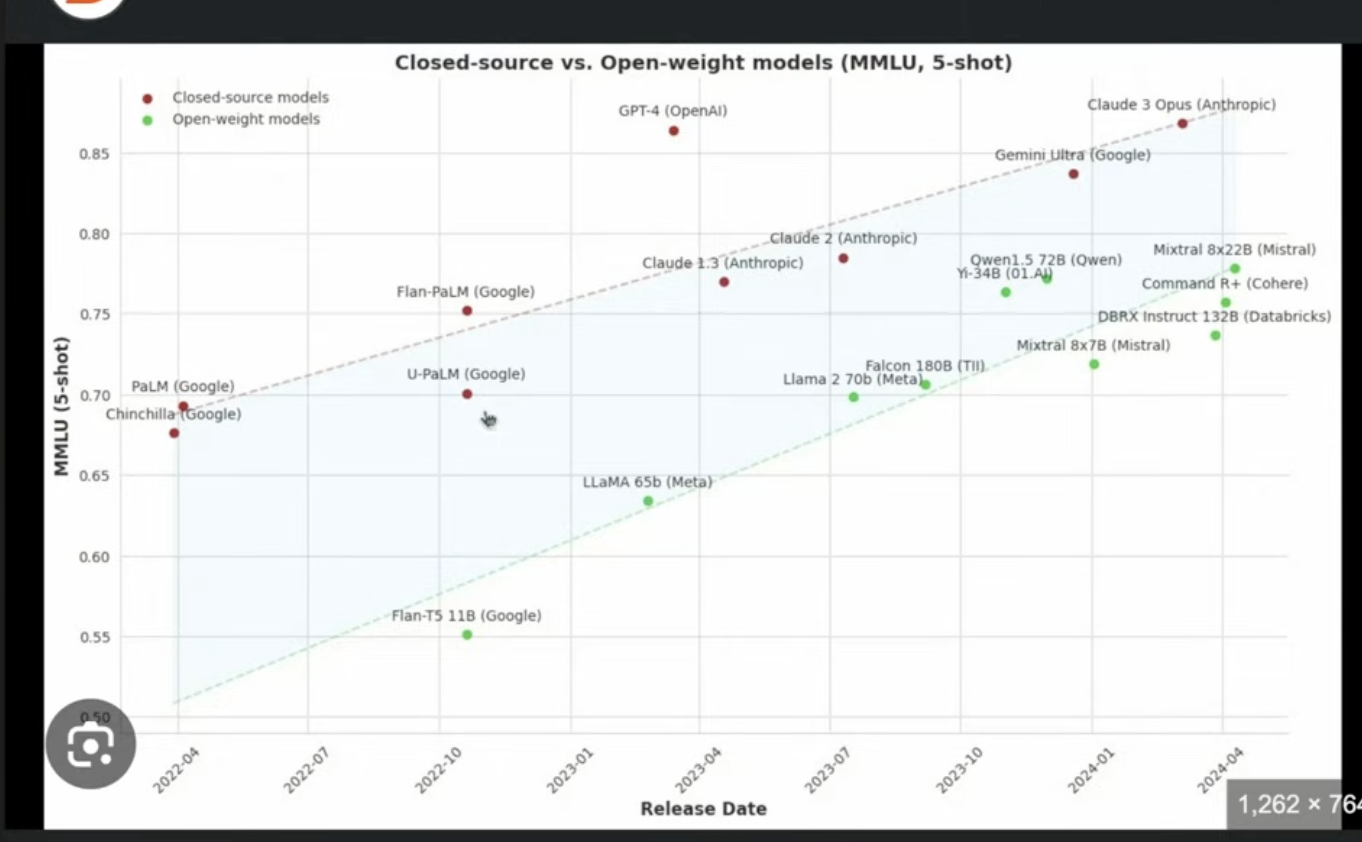 Closed-source vs. Open-weight models (MMLU, 5-shot)
Closed-source models
Open-weight models
GPT-4 (OpenAI)
Claude 3 Opus (Anthropic)
Gemini Ultra (Google)
Claude 2 (Anthropic)
Claude 1.3 (Anthropic)
Mixtral 8x22B (Mistral)
Qwen1.5 72B (Qwen)
Yi-34B (01.AI)
Command R+ (Cohere)
Flan-PaLM (Google)
DBRX Instruct 132B (Databricks)
Mixtral 8x7B (Mistral)
U-PaLM (Google)
Falcon 180B (TII)
Llama 2 70b (Meta)
PaLM (Google)
Chinchilla (Google)
LLaMA 65b (Meta)
Flan-T5 11B (Google)
MMLU (5-shot)
0.85
0.80
0.75
0.70
0.65
0.60
0.55
0.50
2022-04
2022-07
2022-10
2023-01
2023-04
2023-07
2023-10
2024-01
2024-04
Release Date
1,262 × 764